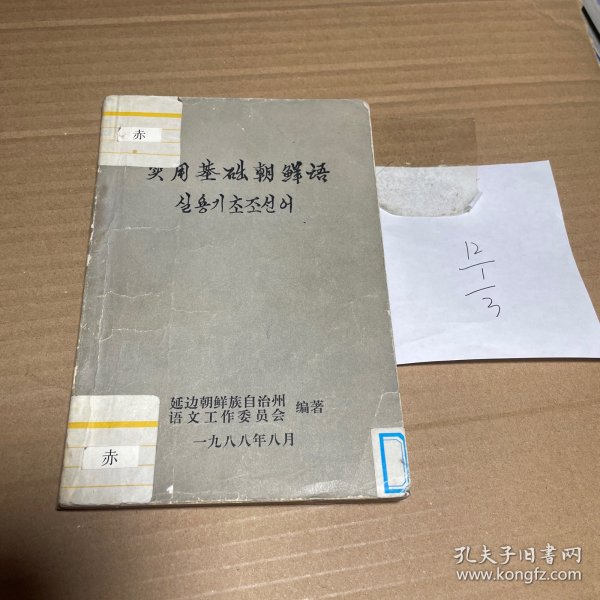 赤
实用基础朝鲜语
실용기초조선어
延边朝鲜族自治州
语文工作委员会
编著
一九八八年八月
赤
12
1
3
孔夫子旧书网
www.kongfz.com